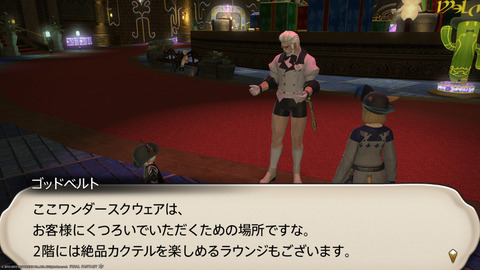 ゴッドベルト
ここワンダースクウェアは、
お客様にくつろいでいただくための場所ですな。
2階には絶品カクテルを楽しめるラウンジもございます。